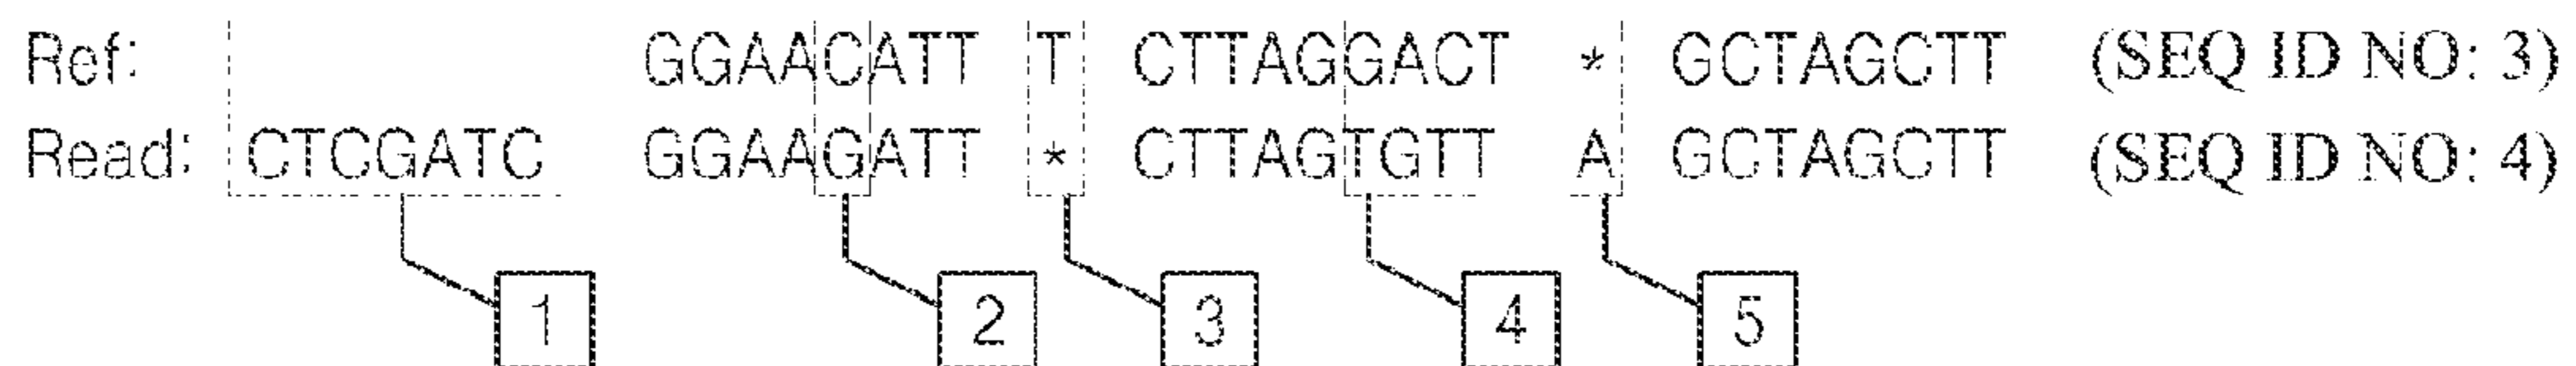 Ref: GGAACATT T CTTAGGACT * GCTAGCTT (SEQ ID NO: 3)
Read: CTCGATC GGAAGATT * CTTAGTGTT A GCTAGCTT (SEQ ID NO: 4)
1 2 3 4 5